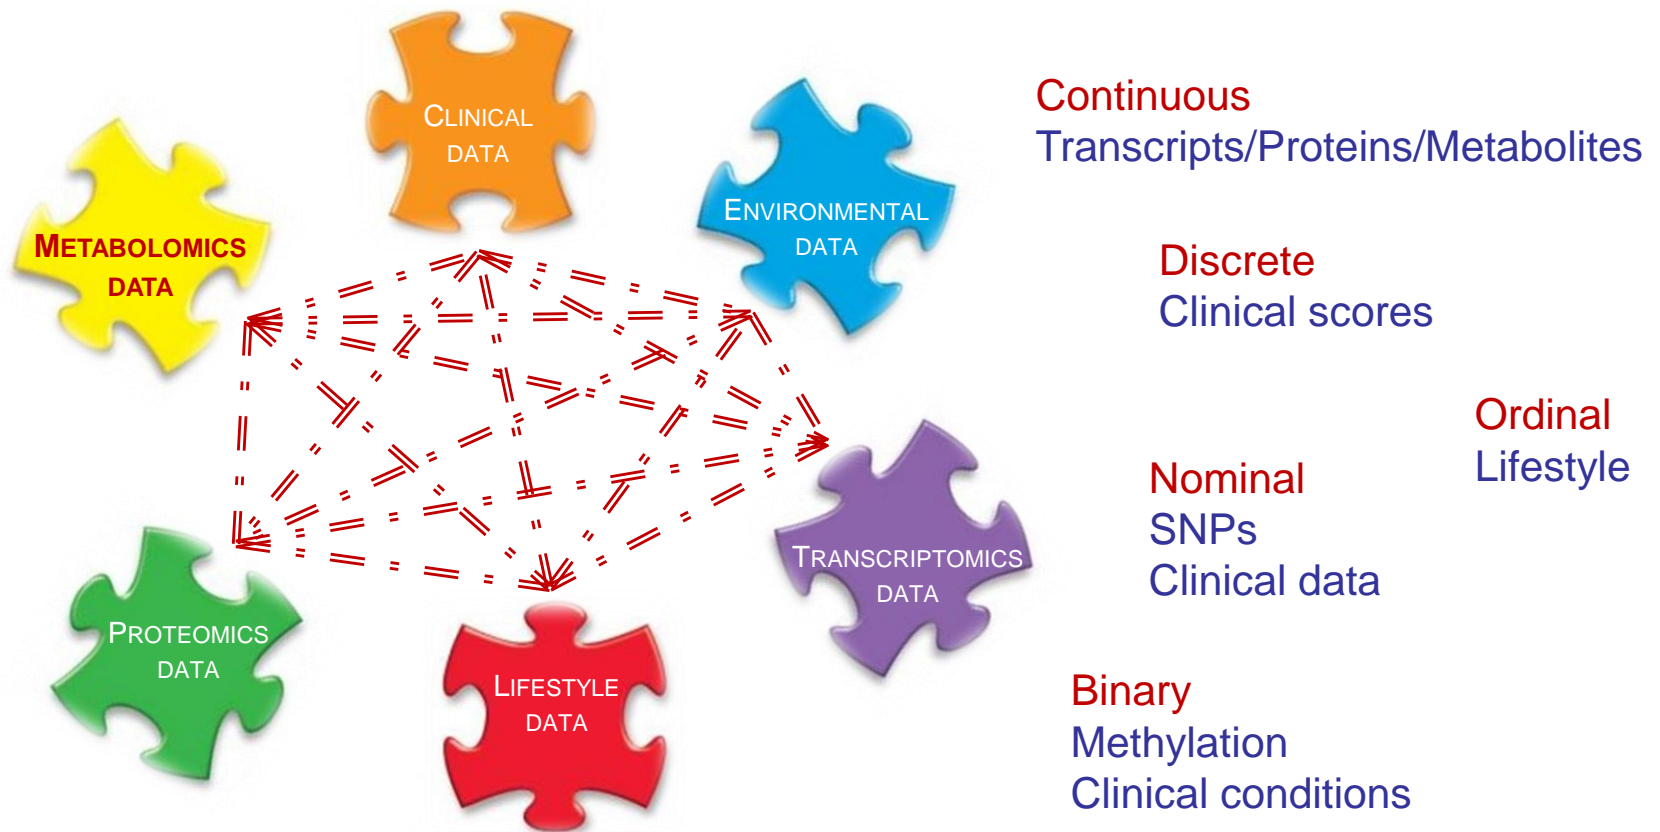 CLINICAL
DATA
ENVIRONMENTAL
DATA
METABOLOMICS
DATA
TRANSCRIPTOMICS
DATA
PROTEOMICS
DATA
LIFESTYLE
DATA
Continuous
Transcripts/Proteins/Metabolites
Discrete
Clinical scores
Ordinal
Lifestyle
Nominal
SNPs
Clinical data
Binary
Methylation
Clinical conditions